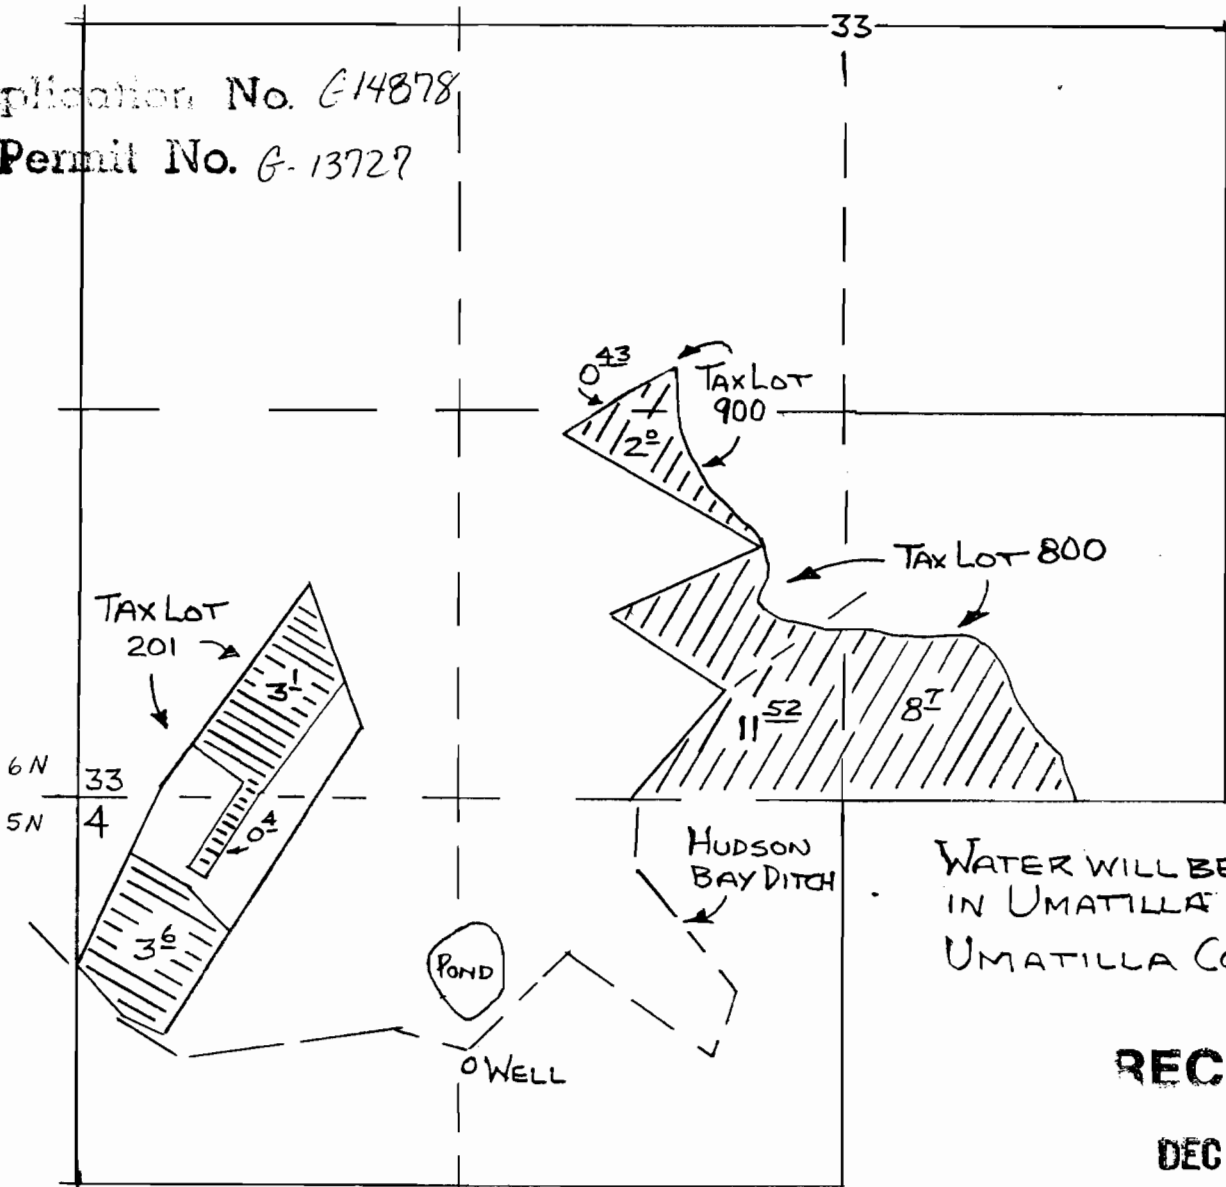 33
plication No. G14878
Permit No. G-13727
0 43
TAX LOT
900
2 0
TAX LOT 800
TAX LOT
201
3 1
11 52
8 7
6 N
33
5 N
4
0 4
HUDSON
BAY DITCH
WATER WILL BE
IN UMATILLA
UMATILLA CO
3 6
POND
WELL
REC
DEC